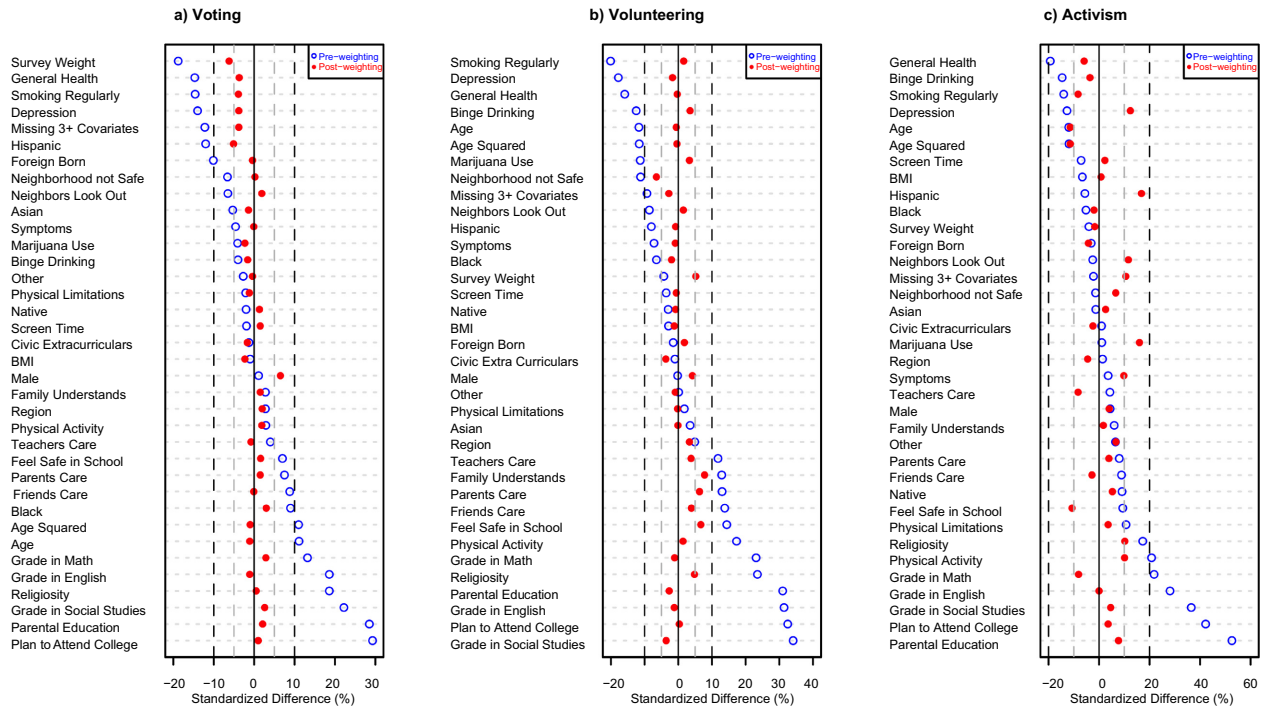 a) Voting
Pre−weighting
Post−weighting
Survey Weight
General Health
Smoking Regularly
Depression
Missing 3+ Covariates
Hispanic
Foreign Born
Neighborhood not Safe
Neighbors Look Out
Asian
Symptoms
Marijuana Use
Binge Drinking
Other
Physical Limitations
Native
Screen Time
Civic Extracurriculars
BMI
Male
Family Understands
Region
Physical Activity
Teachers Care
Feel Safe in School
Parents Care
Friends Care
Black
Age Squared
Age
Grade in Math
Grade in English
Religiosity
Grade in Social Studies
Parental Education
Plan to Attend College
−20 −10 0 10 20 30
Standardized Difference (%)
b) Volunteering
Pre−weighting
Post−weighting
Smoking Regularly
Depression
General Health
Binge Drinking
Age
Age Squared
Marijuana Use
Neighborhood not Safe
Missing 3+ Covariates
Neighbors Look Out
Hispanic
Symptoms
Black
Survey Weight
Screen Time
Native
BMI
Foreign Born
Civic Extra Curriculars
Male
Other
Physical Limitations
Asian
Region
Teachers Care
Family Understands
Parents Care
Friends Care
Feel Safe in School
Physical Activity
Grade in Math
Religiosity
Parental Education
Grade in English
Plan to Attend College
Grade in Social Studies
−20 −10 0 10 20 30 40
Standardized Difference (%)
c) Activism
Pre−weighting
Post−weighting
General Health
Binge Drinking
Smoking Regularly
Depression
Age
Age Squared
Screen Time
BMI
Hispanic
Black
Survey Weight
Foreign Born
Neighbors Look Out
Missing 3+ Covariates
Neighborhood not Safe
Asian
Civic Extracurriculars
Marijuana Use
Region
Symptoms
Teachers Care
Male
Family Understands
Other
Parents Care
Friends Care
Native
Feel Safe in School
Physical Limitations
Religiosity
Physical Activity
Grade in Math
Grade in English
Grade in Social Studies
Plan to Attend College
Parental Education
−20 0 20 40 60
Standardized Difference (%)